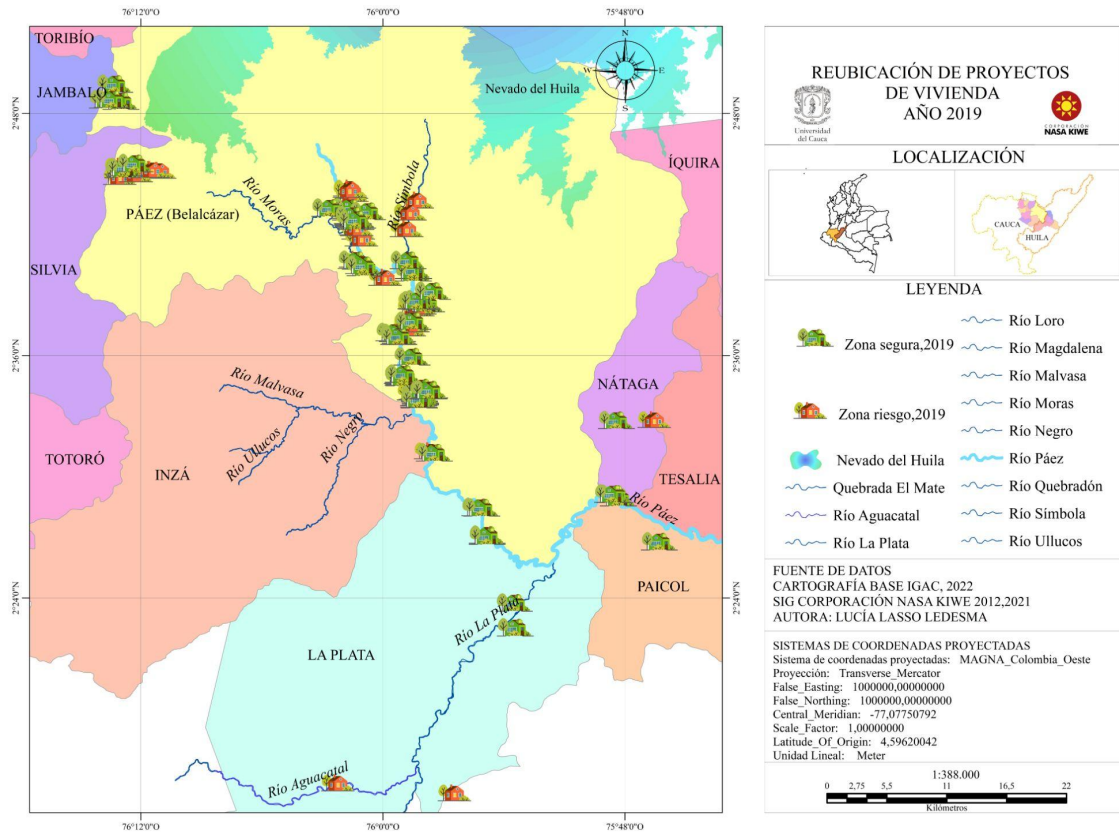 76°12'0"O
76°0'0"O
75°48'0"O
TORIBÍO
JAMBALÓ
Nevado del Huila
N
W
E
S
2°48'0"N
2°48'0"N
ÍQUIRA
Río Moras
Río Símbola
PÁEZ (Belalcázar)
SILVIA
2°36'0"N
2°36'0"N
NÁTAGA
Río Malvasa
Río Ullucos
Río Negro
TOTORÓ
INZÁ
TESALIA
Río Páez
PAICOL
2°24'0"N
2°24'0"N
Río La Plata
LA PLATA
Río Aguacatal
76°12'0"O
76°0'0"O
75°48'0"O
REUBICACIÓN DE PROYECTOS
DE VIVIENDA
AÑO 2019
Universidad
del Cauca
CORPORACIÓN
NASA KIWE
LOCALIZACIÓN
CAUCA
HUILA
LEYENDA
Zona segura,2019
Zona riesgo,2019
Nevado del Huila
Quebrada El Mate
Río Aguacatal
Río La Plata
Río Loro
Río Magdalena
Río Malvasa
Río Moras
Río Negro
Río Páez
Río Quebradón
Río Símbola
Río Ullucos
FUENTE DE DATOS
CARTOGRAFÍA BASE IGAC, 2022
SIG CORPORACIÓN NASA KIWE 2012,2021
AUTORA: LUCÍA LASSO LEDESMA
SISTEMAS DE COORDENADAS PROYECTADAS
Sistema de coordenadas proyectadas: MAGNA_Colombia_Oeste
Proyección: Transverse_Mercator
False_Easting: 1000000,00000000
False_Northing: 1000000,00000000
Central_Meridian: -77,07750792
Scale_Factor: 1,00000000
Latitude_Of_Origin: 4,59620042
Unidad Lineal: Meter
1:388.000
0 2,75 5,5 11 16,5 22
Kilómetros